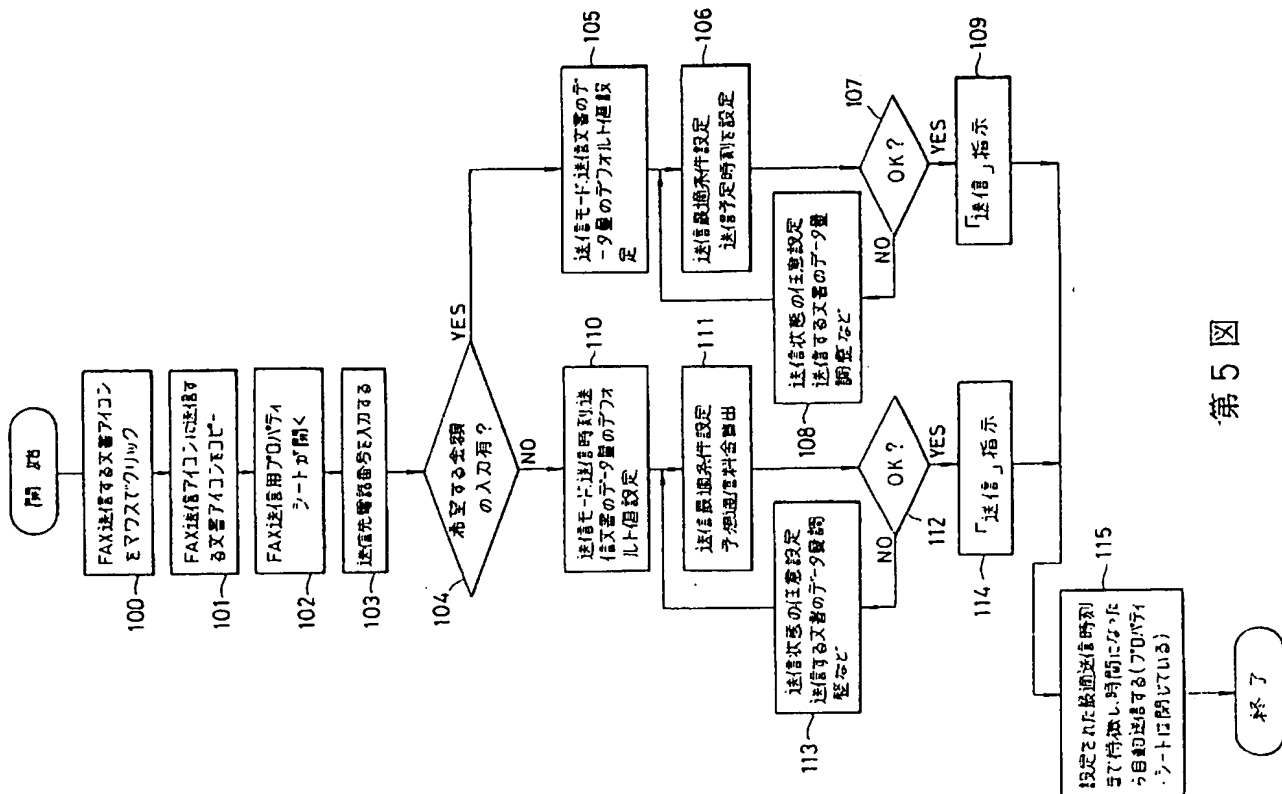 開始
FAX送信する文書アイコン
をマウスでクリック
100
FAX送信アイコンに送信す
る文書アイコンをコピー
101
FAX送信用プロパティ
シートが開く
102
送信先電話番号を入力する
103
希望する金額
の入力有?
104
YES
NO
送信モード、送信文書のデ
ータ量のデフォルト値設
定
105
送信最適条件設定
送信予定時刻を設定
106
OK?
107
NO
YES
送信状態の任意設定
送信する文書のデータ量
調整など
108
「送信」指示
109
送信モード、送信時刻、送
信文書のデータ量のデフォ
ルト値設定
110
送信最適条件設定
予想通信料金算出
111
OK?
112
NO
YES
送信状態の任意設定
送信する文書のデータ量調
整など
113
「送信」指示
114
設定された最適送信時刻
まで待機し、時間になった
ら自動送信する(プロパティ
・シートは閉じている)
115
終了
第5図